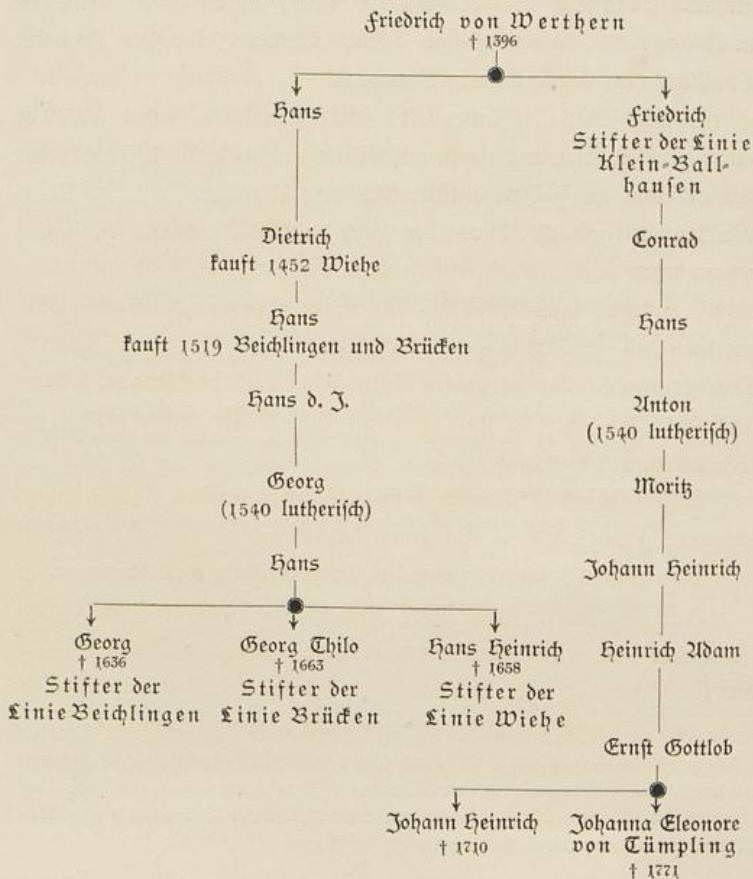 Friedrich von Werthern
† 1396
Hans
Friedrich
Stifter der Linie
Klein-Ball-
hausen
Dietrich
kauft 1452 Wiehe
Conrad
Hans
kauft 1519 Beichlingen und Brücken
Hans
Hans d. J.
Anton
(1540 lutherisch)
Georg
(1540 lutherisch)
Moritz
Hans
Johann Heinrich
Georg
† 1636
Stifter der
Linie Beichlingen
Georg Thilo
† 1663
Stifter der
Linie Brücken
Hans Heinrich
† 1658
Stifter der
Linie Wiehe
Heinrich Adam
Ernst Gottlob
Johann Heinrich
† 1710
Johanna Eleonore
von Tümpling
† 1771